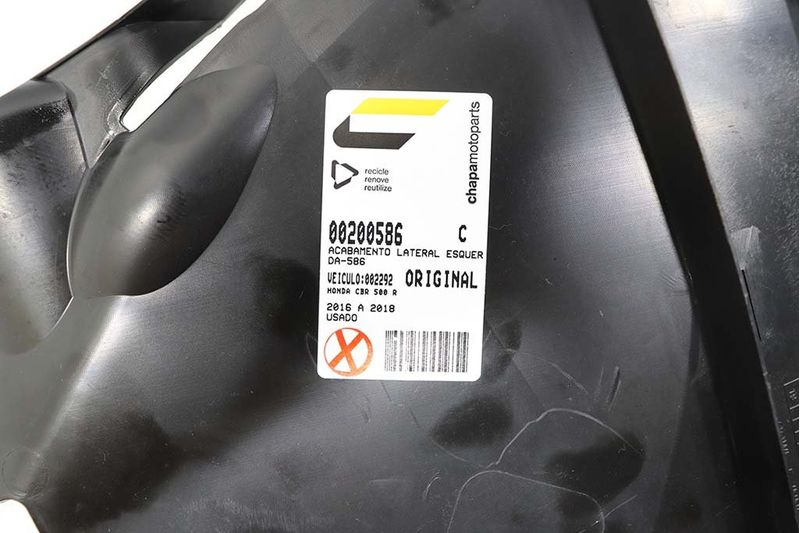 chapamotoparts
recicle
renove
reutilize
00200586 C
ACABAMENTO LATERAL ESQUER
DA-586
VEICULO:002292 ORIGINAL
HONDA CBR 500 R
2016 A 2018
USADO